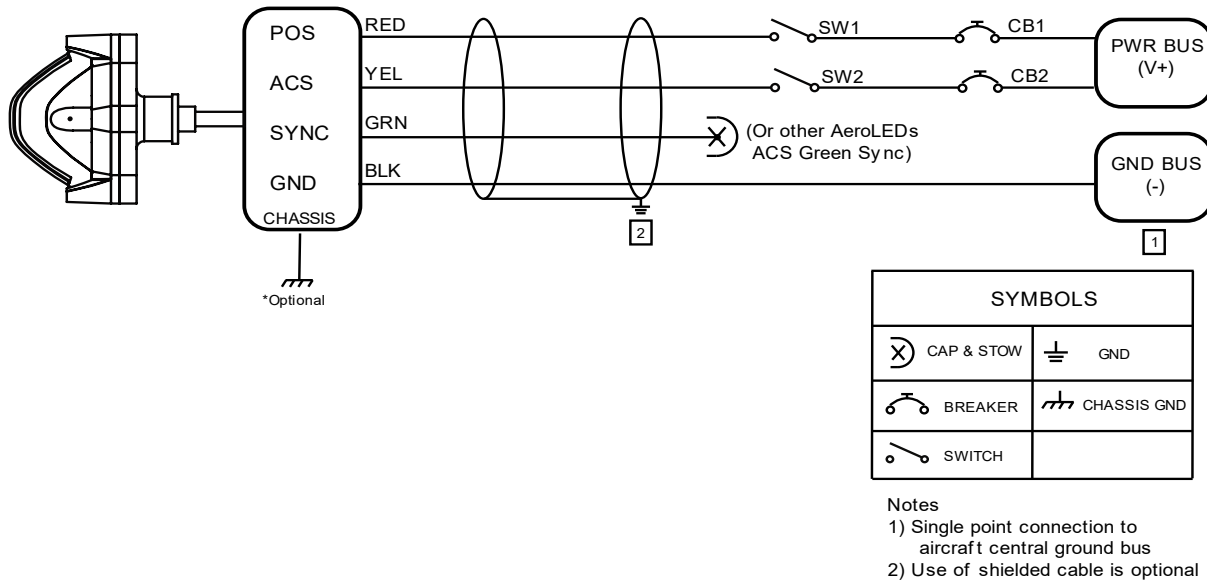 POS
RED
SW1
CB1
PWR BUS
(V+)
ACS
YEL
SW2
CB2
SYNC
GRN
(Or other AeroLEDs
ACS Green Sync)
GND
BLK
GND BUS
(-)
CHASSIS
2
1
*Optional
SYMBOLS
CAP & STOW
GND
BREAKER
CHASSIS GND
SWITCH
Notes
1) Single point connection to
aircraft central ground bus
2) Use of shielded cable is optional